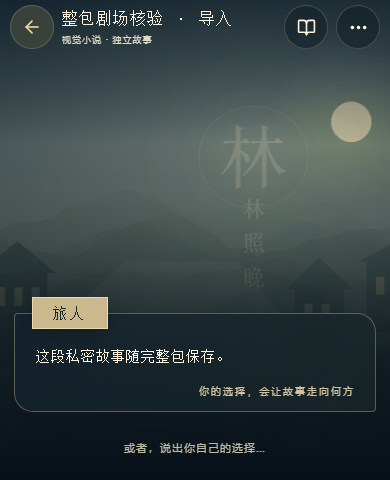 整包剧场核验 · 导入
视觉小说 · 独立故事
林
林照晚
旅人
这段私密故事随完整包保存。
你的选择，会让故事走向何方
或者，说出你自己的选择…